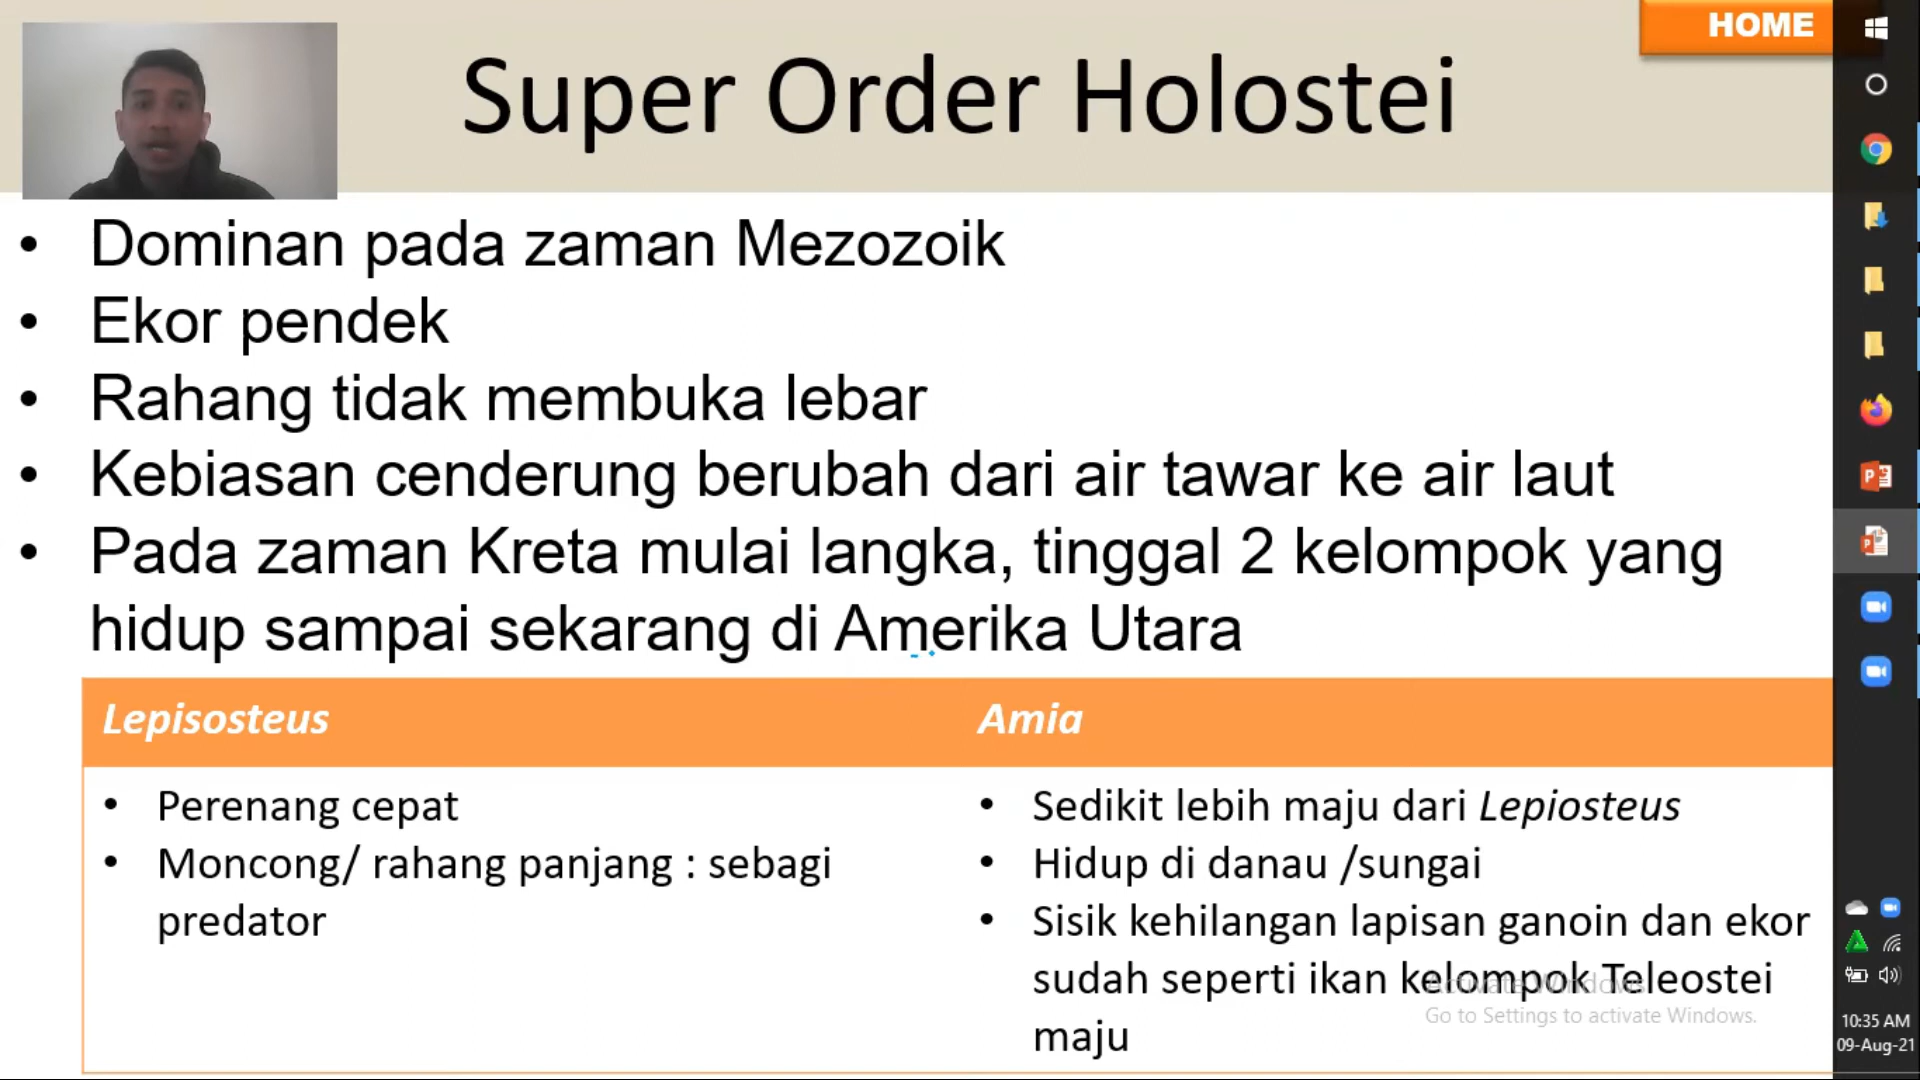 HOME
Super Order Holostei
• Dominan pada zaman Mezozoik
• Ekor pendek
• Rahang tidak membuka lebar
• Kebiasan cenderung berubah dari air tawar ke air laut
• Pada zaman Kreta mulai langka, tinggal 2 kelompok yang
hidup sampai sekarang di Amerika Utara
Lepisosteus
• Perenang cepat
• Moncong/ rahang panjang : sebagi
predator
Amia
• Sedikit lebih maju dari Lepiosteus
• Hidup di danau /sungai
• Sisik kehilangan lapisan ganoin dan ekor
sudah seperti ikan kelompok Teleostei
maju
Activate Windows
Go to Settings to activate Windows.
10:35 AM
09-Aug-21